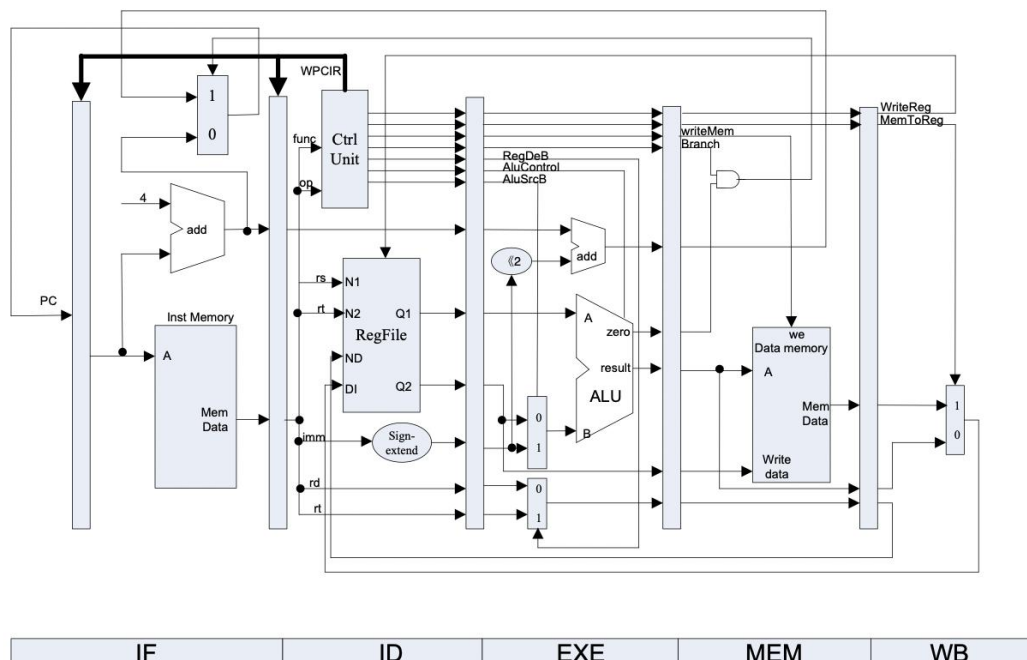 WPCIR
1
0
func
op
Ctrl
Unit
WriteReg
MemToReg
writeMem
Branch
RegDeB
AluControl
AluSrcB
4
add
《2
add
PC
Inst Memory
A
Mem
Data
rs
N1
rt
N2
Q1
RegFile
ND
DI
Q2
imm
Sign-
extend
rd
rt
A
zero
result
ALU
B
0
1
0
1
we
Data memory
A
Mem
Data
Write
data
1
0
IF
ID
EXE
MEM
WB